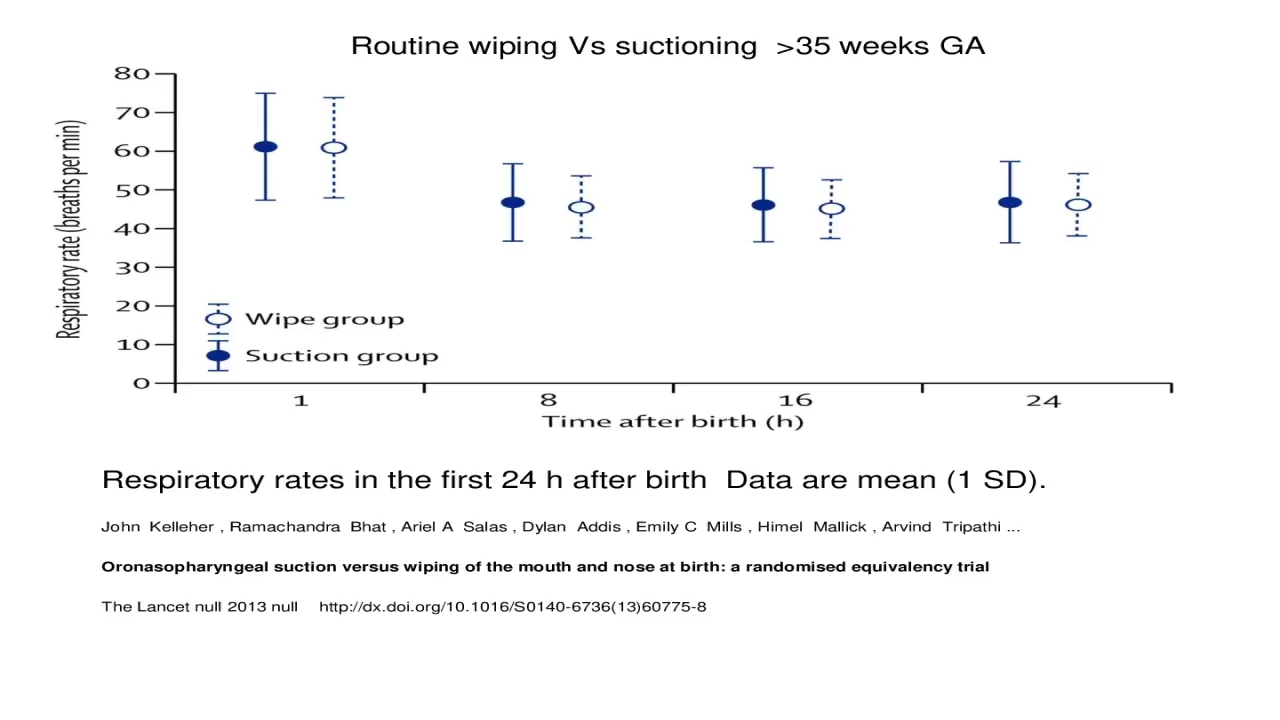 Routine wiping Vs suctioning >35 weeks GA
80
70
60
50
40
30
20
10
0
Respiratory rate (breaths per min)
Wipe group
Suction group
1 8 16 24
Time after birth (h)
Respiratory rates in the first 24 h after birth Data are mean (1 SD).
John Kelleher , Ramachandra Bhat , Ariel A Salas , Dylan Addis , Emily C Mills , Himel Mallick , Arvind Tripathi ...
Oronasopharyngeal suction versus wiping of the mouth and nose at birth: a randomised equivalency trial
The Lancet null 2013 null http://dx.doi.org/10.1016/S0140-6736(13)60775-8